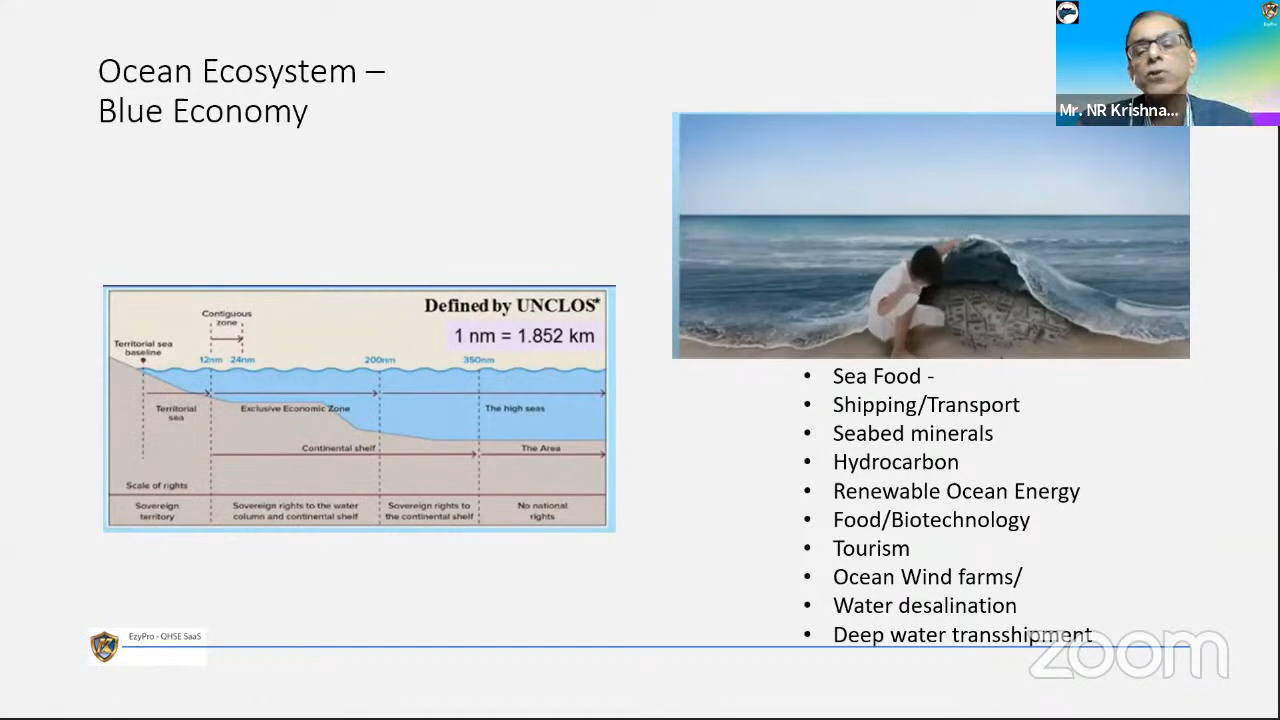 Ocean Ecosystem –
Blue Economy
Mr. NR Krishna...
EzyPro
Defined by UNCLOS*
1 nm = 1.852 km
Contiguous
zone
Territorial sea
baseline
12nm 24nm 200nm 350nm
Territorial
sea
Exclusive Economic Zone
The high seas
Continental shelf
The Area
Scale of rights
Sovereign
territory
Sovereign rights to the water
column and continental shelf
Sovereign rights to
the continental shelf
No national
rights
• Sea Food -
• Shipping/Transport
• Seabed minerals
• Hydrocarbon
• Renewable Ocean Energy
• Food/Biotechnology
• Tourism
• Ocean Wind farms/
• Water desalination
• Deep water transshipment
EzyPro - QHSE SaaS
zoom